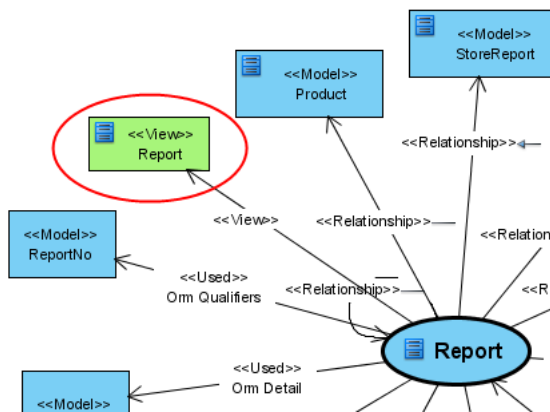 <<Model>>
StoreReport
<<Model>>
Product
<<View>>
Report
<<Relationship>>
<<View>>
<<Relationship>>
<<Model>>
ReportNo
<<Relation
<<Used>>
Orm Qualifiers
<<Relationship>>
<<R
Report
<<Used>>
Orm Detail
<<Model>>